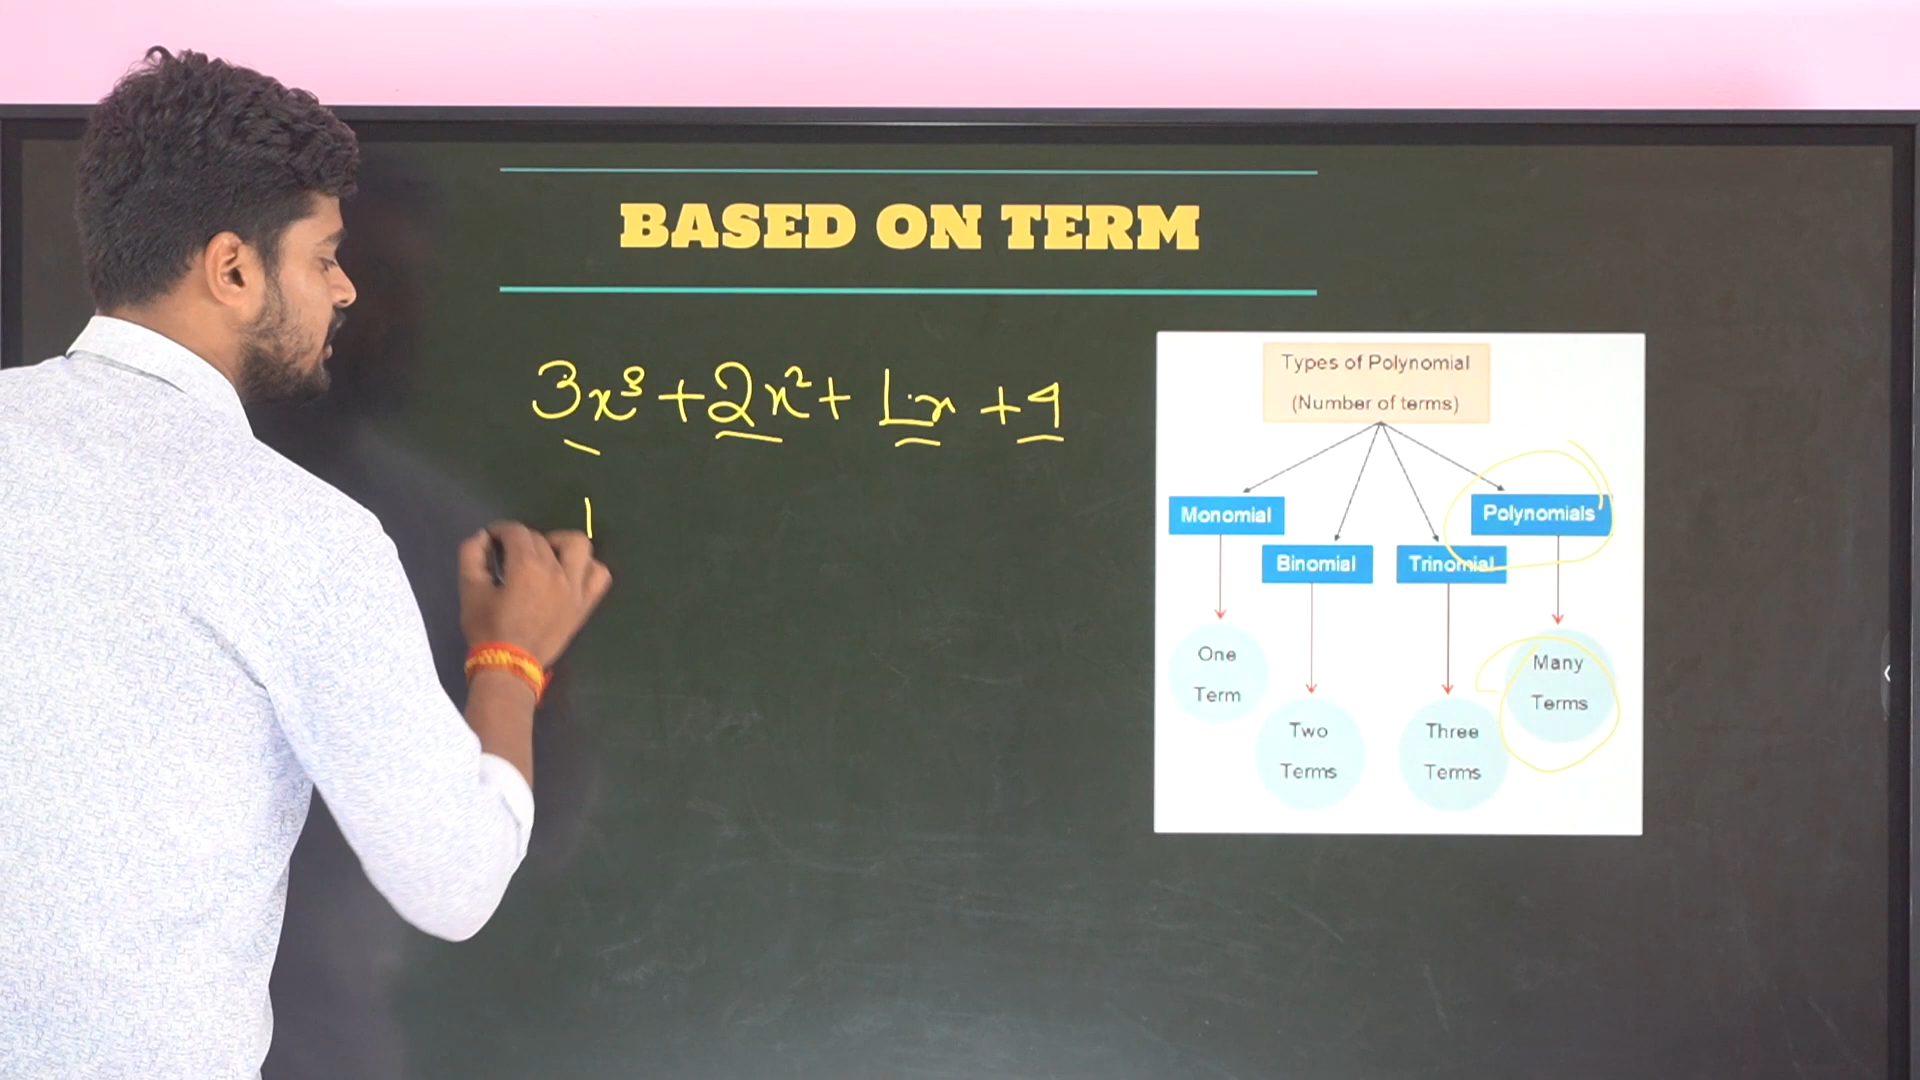 BASED ON TERM
3x³ + 2x² + 1x + 4
1
Types of Polynomial
(Number of terms)
Monomial
Polynomials
Binomial
Trinomial
One
Term
Many
Terms
Two
Terms
Three
Terms